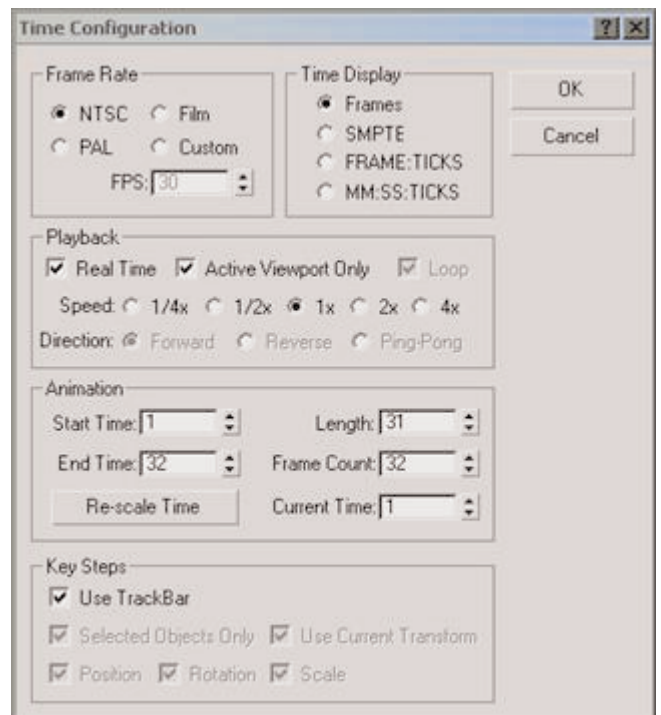 Time Configuration
Frame Rate
NTSC Film
PAL Custom
FPS: 30
Time Display
Frames
SMPTE
FRAME:TICKS
MM:SS:TICKS
OK
Cancel
Playback
Real Time Active Viewport Only Loop
Speed: 1/4x 1/2x 1x 2x 4x
Direction: Forward Reverse Ping-Pong
Animation
Start Time: 1 Length: 31
End Time: 32 Frame Count: 32
Re-scale Time Current Time: 1
Key Steps
Use TrackBar
Selected Objects Only Use Current Transform
Position Rotation Scale